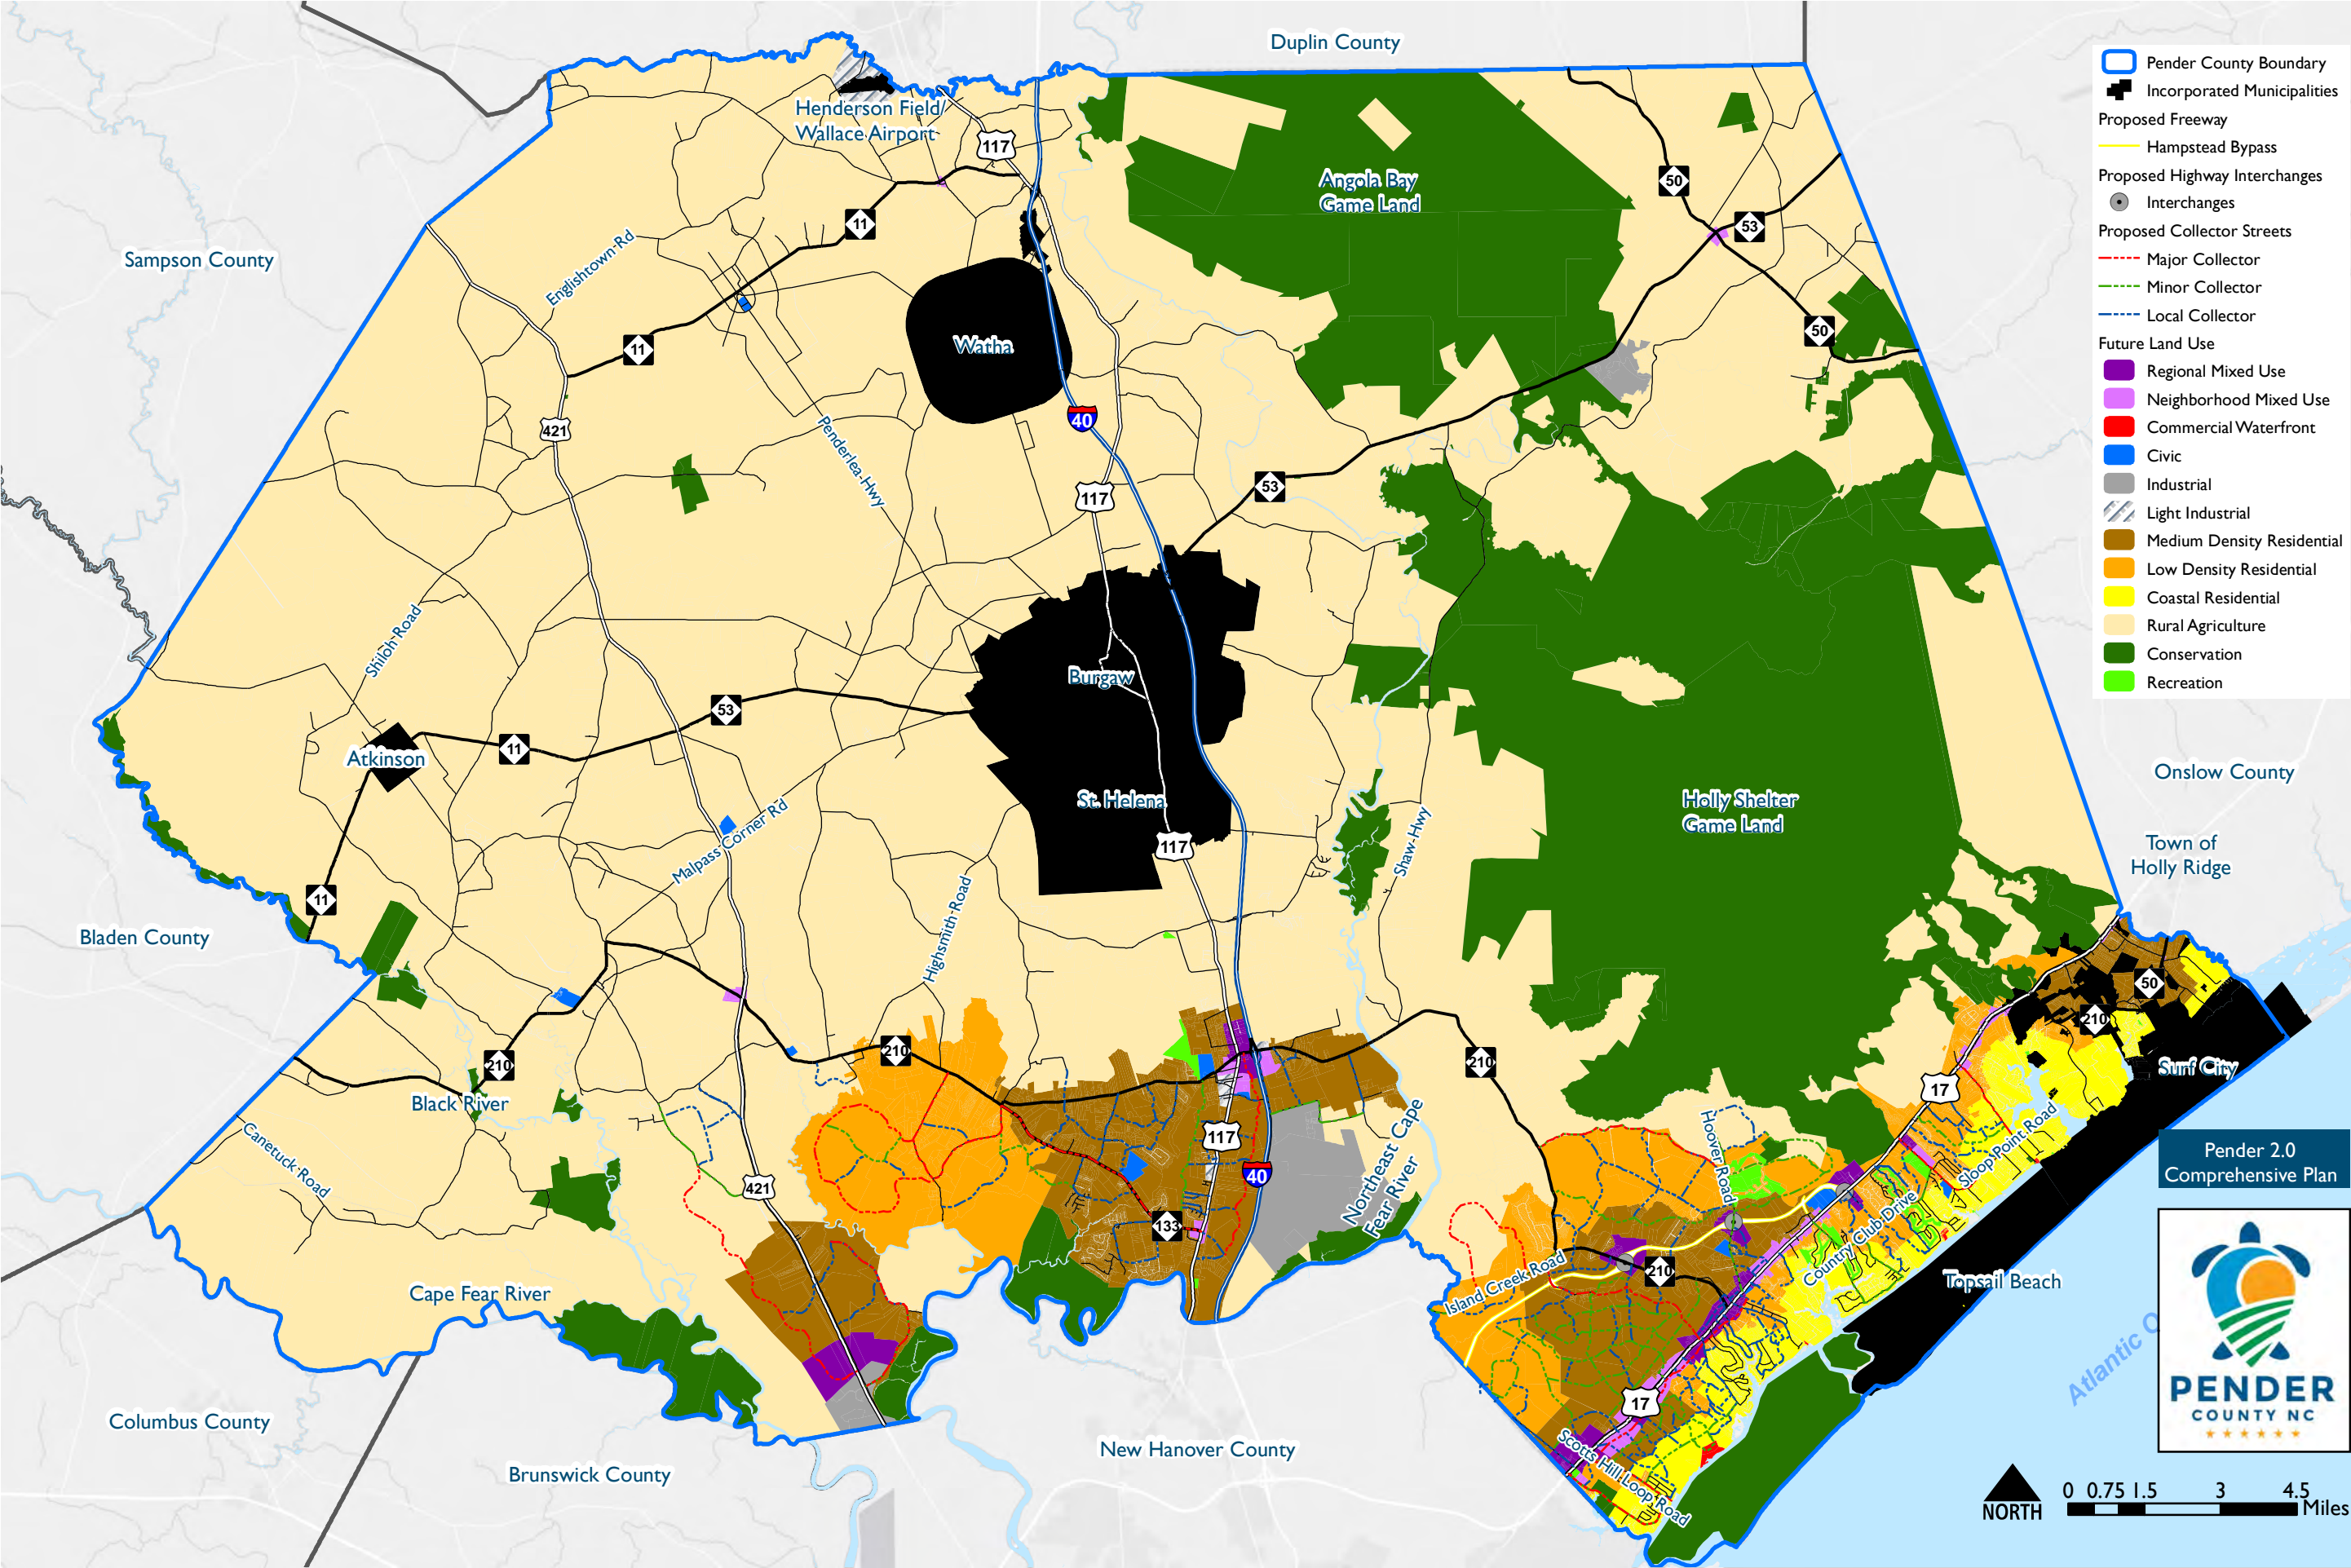 Duplin County
Pender County Boundary
Incorporated Municipalities
Proposed Freeway
Hampstead Bypass
Proposed Highway Interchanges
Interchanges
Proposed Collector Streets
Major Collector
Minor Collector
Local Collector
Future Land Use
Regional Mixed Use
Neighborhood Mixed Use
Commercial Waterfront
Civic
Industrial
Light Industrial
Medium Density Residential
Low Density Residential
Coastal Residential
Rural Agriculture
Conservation
Recreation
Henderson Field/
Wallace Airport
117
Angola Bay
Game Land
50
53
11
Sampson County
Englishtown-Rd
50
11
Watha
40
421
Penderlea-Hwy
117
53
Shiloh-Road
Burgaw
53
11
Atkinson
St. Helena
Holly Shelter
Game Land
Onslow County
Malpass Corner Rd
117
Shaw-Hwy
Town of
Holly Ridge
11
Highsmith-Road
Bladen County
50
210
210
210
210
Surf City
17
Black River
Canetuck-Road
117
Northeast Cape
Fear River
Hoover Road
Sloop Point Road
Pender 2.0
Comprehensive Plan
421
40
133
Country Club Drive
Island Creek Road
210
Topsail Beach
Cape Fear River
Atlantic O
17
Columbus County
New Hanover County
Brunswick County
Scotts Hill Loop Road
PENDER
COUNTY NC
NORTH
0 0.75 1.5 3 4.5
Miles